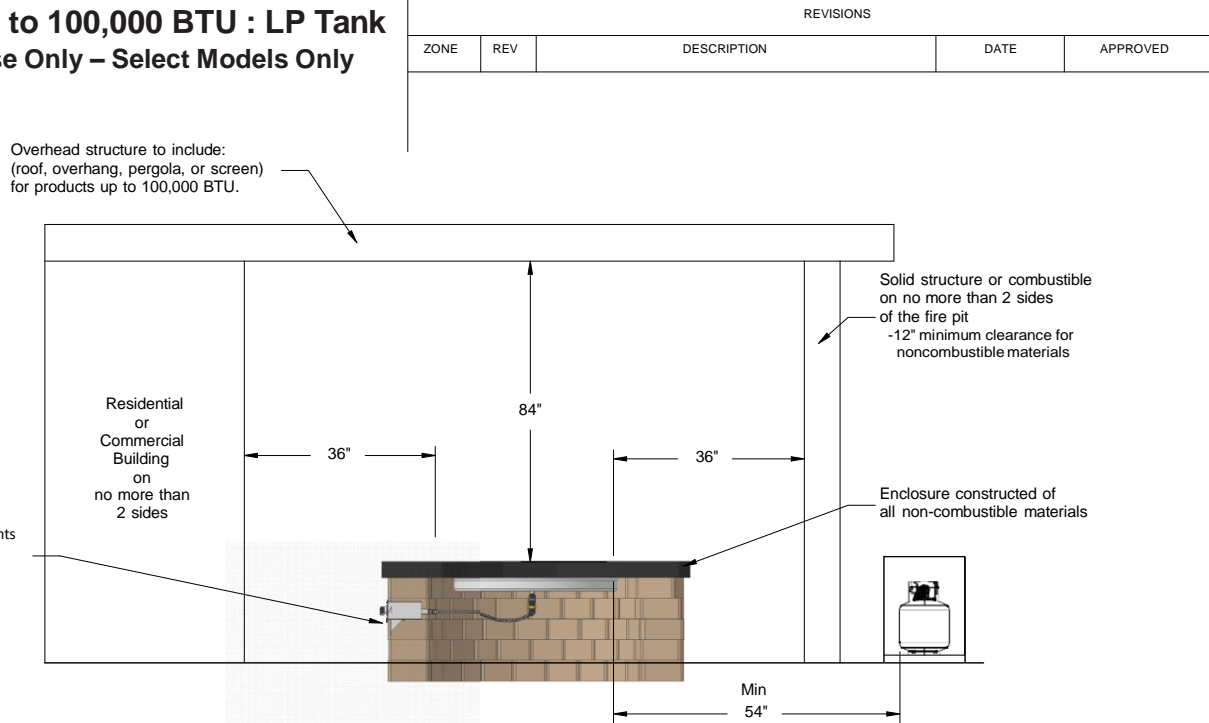 to 100,000 BTU : LP Tank
Only – Select Models Only
REVISIONS
ZONE REV DESCRIPTION DATE APPROVED
Overhead structure to include:
(roof, overhang, pergola, or screen)
for products up to 100,000 BTU.
Solid structure or combustible
on no more than 2 sides
of the fire pit
-12" minimum clearance for
noncombustible materials
Residential
or
Commercial
Building
on
no more than
2 sides
84"
36"
36"
Enclosure constructed of
all non-combustible materials
Min
54"